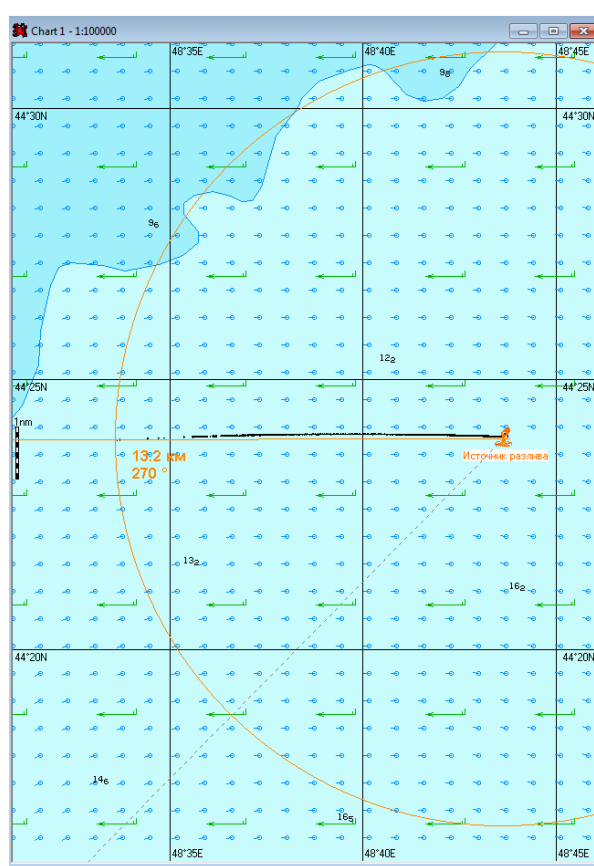 Chart 1 - 1:100000
48°35E 48°40E 48°45E
9₈
44°30N
9₆
12₂
44°25N 44°25N
1nm
13.2 км
270 °
Источник разлива
13₂
16₂
44°20N 44°20N
14₆
16₅
48°35E 48°40E 48°45E